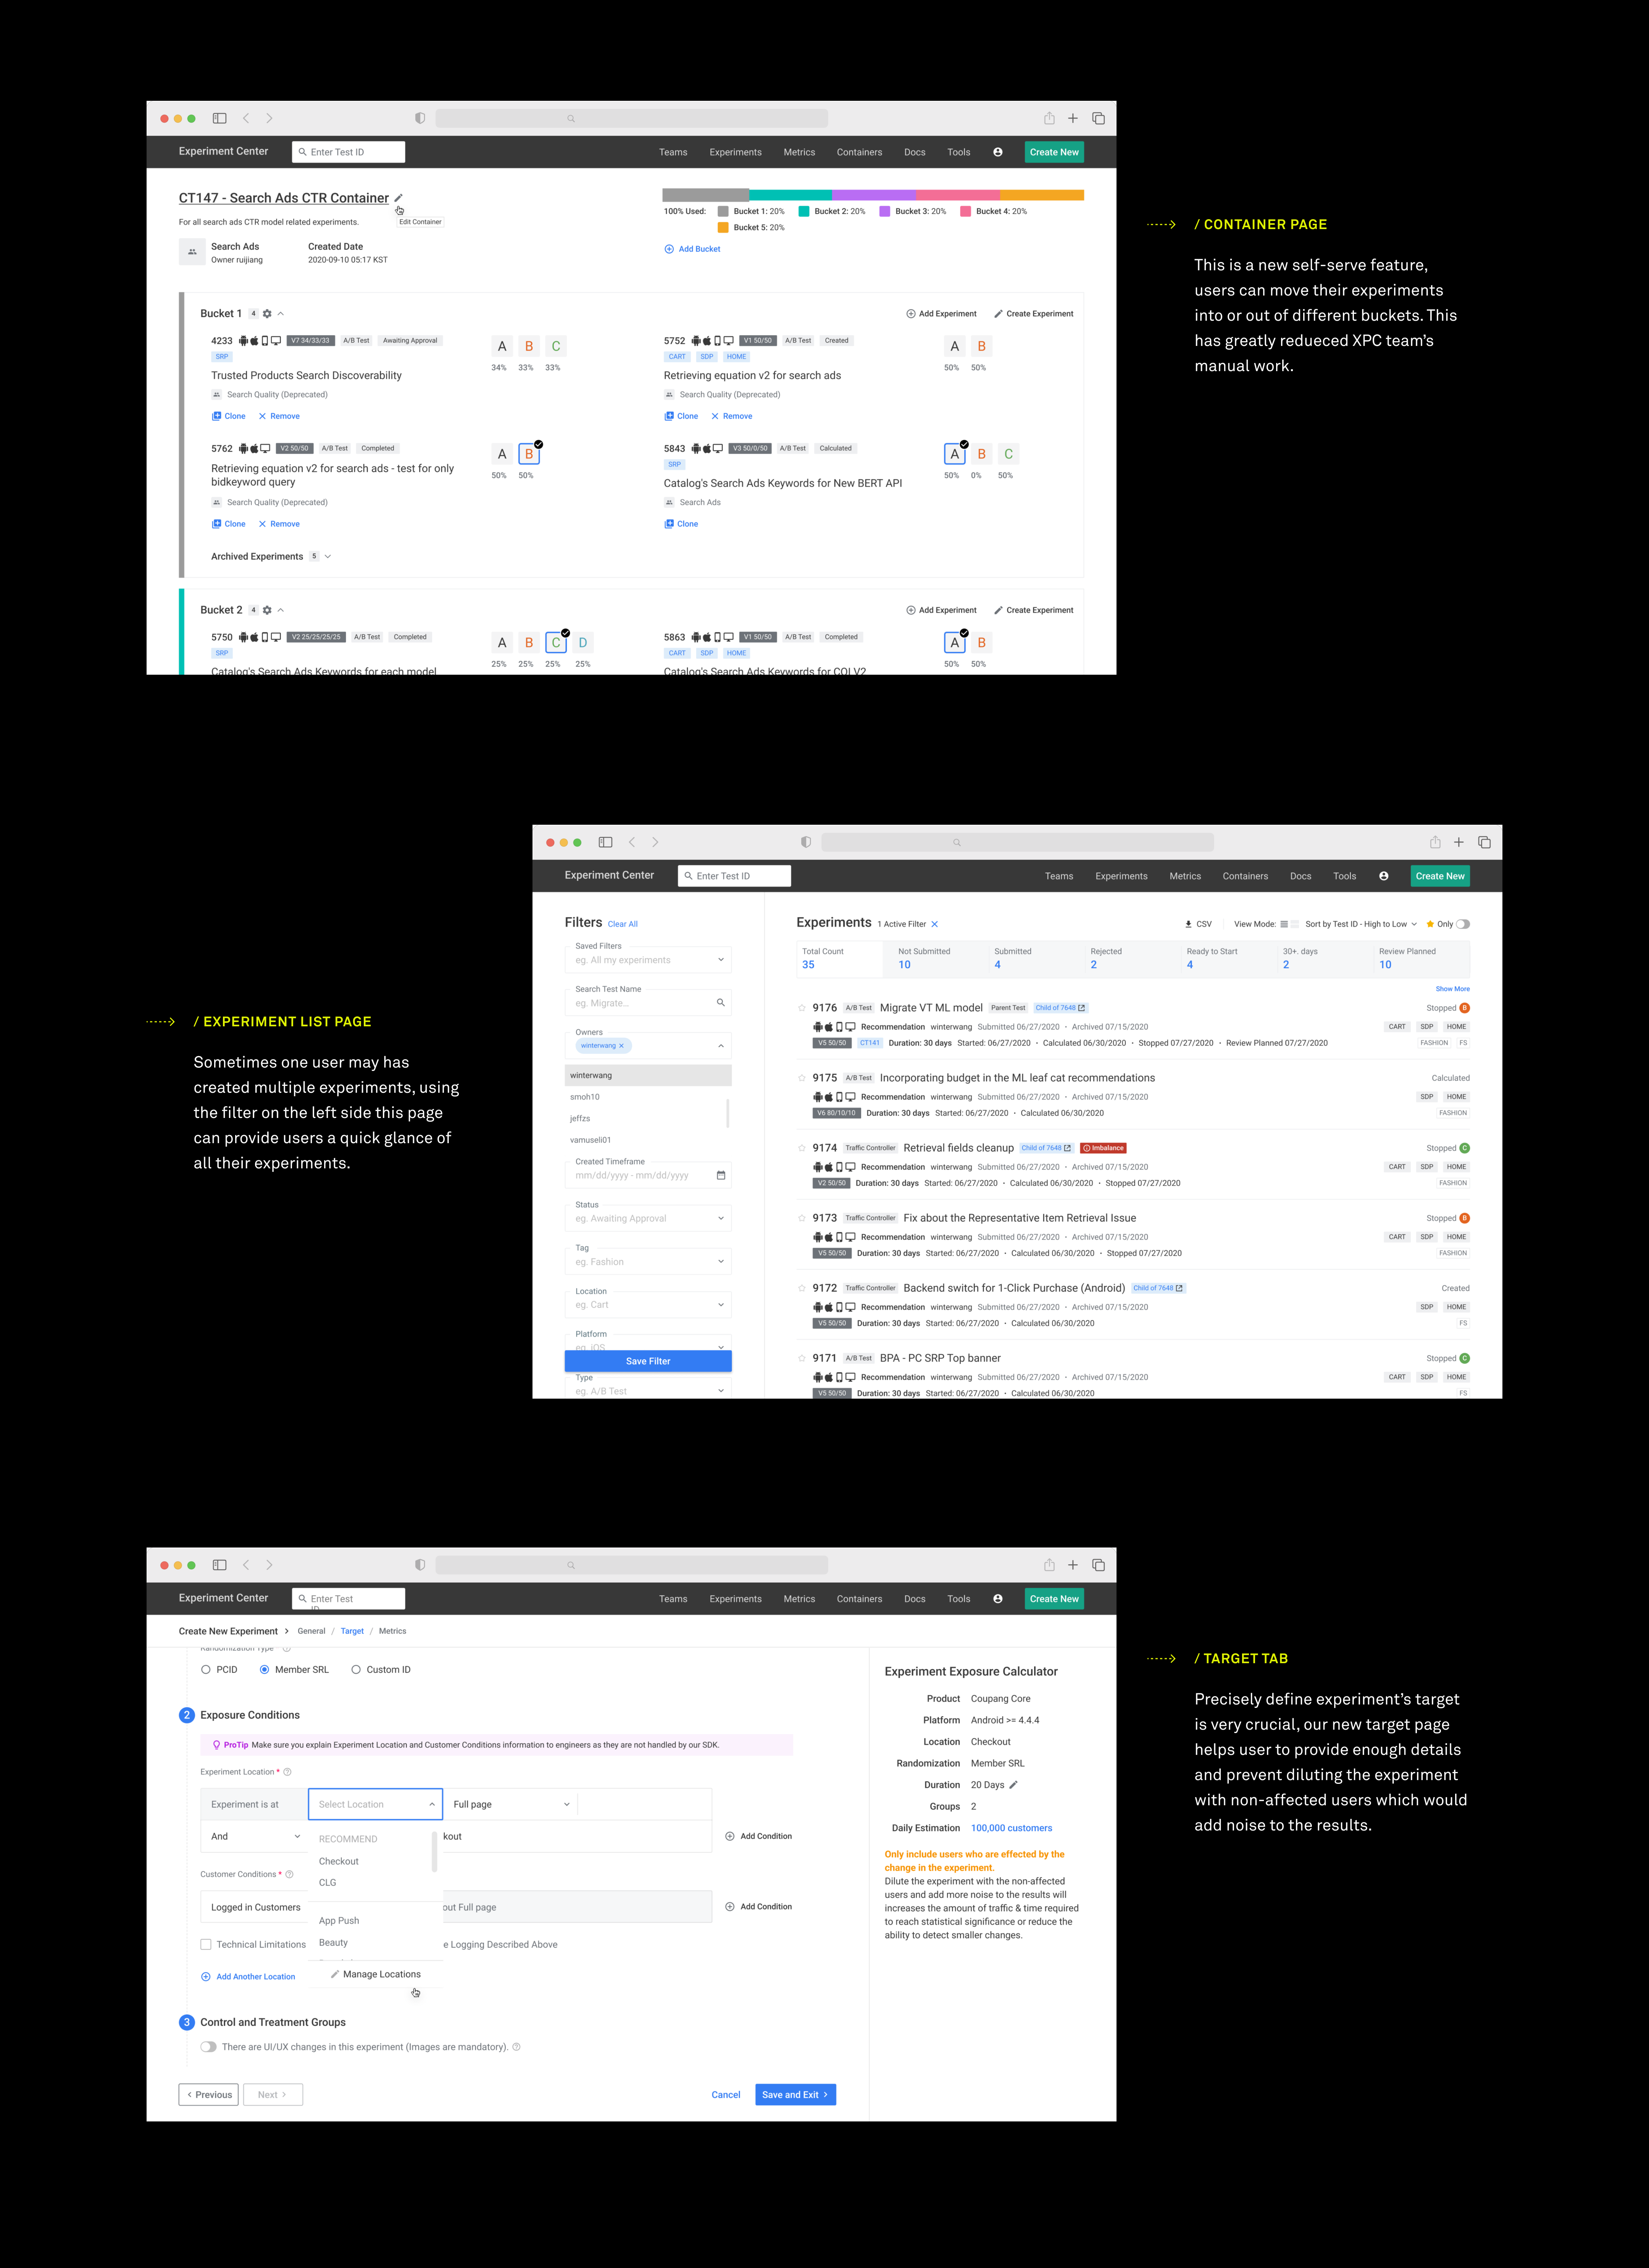 Experiment Center
Enter Test ID
Teams Experiments Metrics Containers Docs Tools Create New
CT147 - Search Ads CTR Container
Edit Container
For all search ads CTR model related experiments.
Search Ads
Owner ruijiang
Created Date
2020-09-10 05:17 KST
100% Used: Bucket 1: 20% Bucket 2: 20% Bucket 3: 20% Bucket 4: 20%
Bucket 5: 20%
Add Bucket
/ CONTAINER PAGE
This is a new self-serve feature,
users can move their experiments
into or out of different buckets. This
has greatly redueced XPC team's
manual work.
Bucket 1 4
Add Experiment Create Experiment
4233 V7 34/33/33 A/B Test Awaiting Approval
SRP
Trusted Products Search Discoverability
Search Quality (Deprecated)
Clone Remove
A B C
34% 33% 33%
5752 V1 50/50 A/B Test Created
CART SDP HOME
Retrieving equation v2 for search ads
Search Quality (Deprecated)
Clone Remove
A B
50% 50%
5762 V2 50/50 A/B Test Completed
Retrieving equation v2 for search ads - test for only
bidkeyword query
Search Quality (Deprecated)
Clone Remove
A B
50% 50%
5843 V3 50/0/50 A/B Test Calculated
SRP
Catalog's Search Ads Keywords for New BERT API
Search Ads
Clone
A B C
50% 0% 50%
Archived Experiments 5
Bucket 2 4
Add Experiment Create Experiment
5750 V2 25/25/25/25 A/B Test Completed
SRP
Catalog's Search Ads Keywords for each model
A B C D
25% 25% 25% 25%
5863 V1 50/50 A/B Test Completed
CART SDP HOME
Catalog's Search Ads Keywords for COLV2
A B
50% 50%
/ EXPERIMENT LIST PAGE
Sometimes one user may has
created multiple experiments, using
the filter on the left side this page
can provide users a quick glance of
all their experiments.
Experiment Center
Enter Test ID
Teams Experiments Metrics Containers Docs Tools Create New
Filters Clear All
Saved Filters
eg. All my experiments
Search Test Name
eg. Migrate...
Owners
winterwang ×
winterwang
smoh10
jeffzs
vamuseli01
Created Timeframe
mm/dd/yyyy - mm/dd/yyyy
Status
eg. Awaiting Approval
Tag
eg. Fashion
Location
eg. Cart
Platform
eg. iOS
Save Filter
Type
eg. A/B Test
Experiments 1 Active Filter
CSV View Mode: Sort by Test ID - High to Low Only
Total Count Not Submitted Submitted Rejected Ready to Start 30+. days Review Planned
35 10 4 2 4 2 10
Show More
9176 A/B Test Migrate VT ML model Parent Test Child of 7648 Stopped B
Recommendation winterwang Submitted 06/27/2020 · Archived 07/15/2020 CART SDP HOME
V5 50/50 CT141 Duration: 30 days Started: 06/27/2020 · Calculated 06/30/2020 · Stopped 07/27/2020 · Review Planned 07/27/2020 FASHION FS
9175 A/B Test Incorporating budget in the ML leaf cat recommendations Calculated
Recommendation winterwang Submitted 06/27/2020 · Archived 07/15/2020 SDP HOME
V6 80/10/10 Duration: 30 days Started: 06/27/2020 · Calculated 06/30/2020 FASHION
9174 Traffic Controller Retrieval fields cleanup Child of 7648 Imbalance Stopped C
Recommendation winterwang Submitted 06/27/2020 · Archived 07/15/2020 CART SDP HOME
V2 50/50 Duration: 30 days Started: 06/27/2020 · Calculated 06/30/2020 · Stopped 07/27/2020 FASHION
9173 Traffic Controller Fix about the Representative Item Retrieval Issue Stopped B
Recommendation winterwang Submitted 06/27/2020 · Archived 07/15/2020 CART SDP HOME
V5 50/50 Duration: 30 days Started: 06/27/2020 · Calculated 06/30/2020 · Stopped 07/27/2020 FASHION
9172 Traffic Controller Backend switch for 1-Click Purchase (Android) Child of 7648 Created
Recommendation winterwang Submitted 06/27/2020 · Archived 07/15/2020 SDP HOME
V5 50/50 Duration: 30 days Started: 06/27/2020 · Calculated 06/30/2020 FS
9171 A/B Test BPA - PC SRP Top banner Stopped C
Recommendation winterwang Submitted 06/27/2020 · Archived 07/15/2020 CART SDP HOME
V5 50/50 Duration: 30 days Started: 06/27/2020 · Calculated 06/30/2020 FS
Experiment Center
Enter Test
ID
Teams Experiments Metrics Containers Docs Tools Create New
Create New Experiment > General / Target / Metrics
Randomization Type
PCID Member SRL Custom ID
2 Exposure Conditions
ProTip Make sure you explain Experiment Location and Customer Conditions information to engineers as they are not handled by our SDK.
Experiment Location *
Experiment is at Select Location Full page
And kout Add Condition
RECOMMEND
Checkout
CLG
App Push
Beauty
Manage Locations
Customer Conditions *
Logged in Customers out Full page Add Condition
Technical Limitations e Logging Described Above
Add Another Location
3 Control and Treatment Groups
There are UI/UX changes in this experiment (Images are mandatory).
Previous Next Cancel Save and Exit
Experiment Exposure Calculator
Product Coupang Core
Platform Android >= 4.4.4
Location Checkout
Randomization Member SRL
Duration 20 Days
Groups 2
Daily Estimation 100,000 customers
Only include users who are effected by the
change in the experiment.
Dilute the experiment with the non-affected
users and add more noise to the results will
increases the amount of traffic & time required
to reach statistical significance or reduce the
ability to detect smaller changes.
/ TARGET TAB
Precisely define experiment's target
is very crucial, our new target page
helps user to provide enough details
and prevent diluting the experiment
with non-affected users which would
add noise to the results.